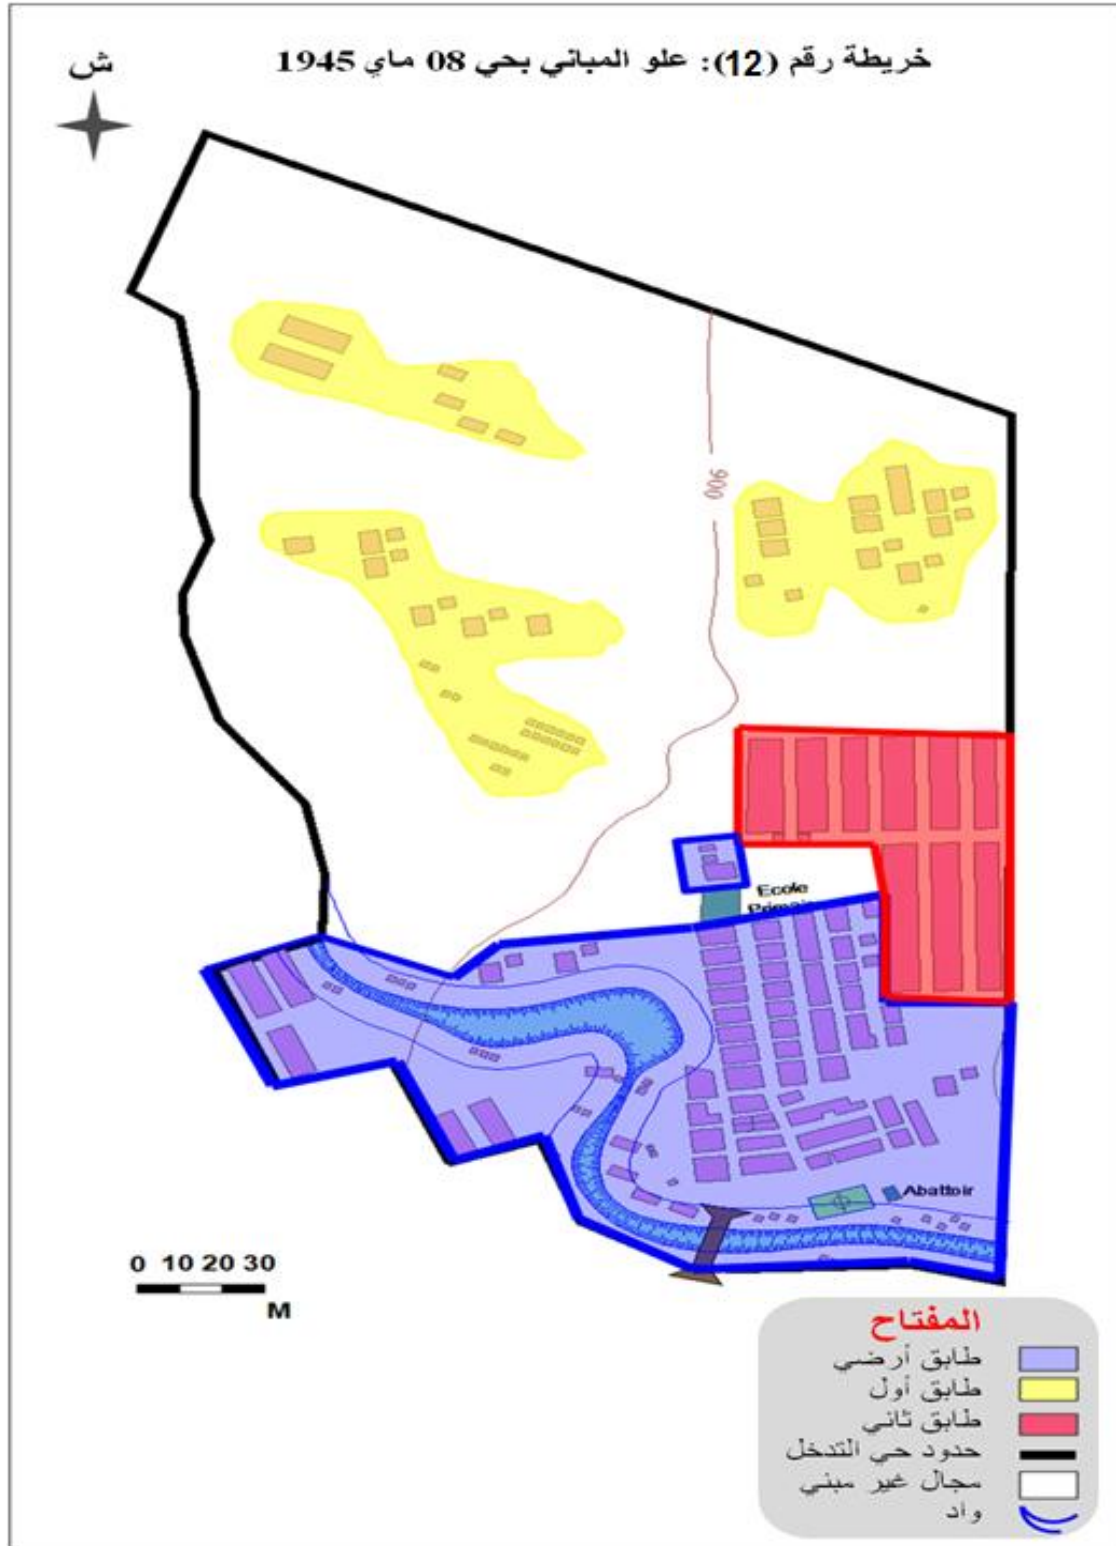 خريطة رقم (12): علو المباني بحي 08 ماي 1945
ش
900
Ecole
Abattoir
0 10 20 30
M
المفتاح
طابق أرضي
طابق أول
طابق ثاني
حدود حي التدخل
مجال غير مبني
واد